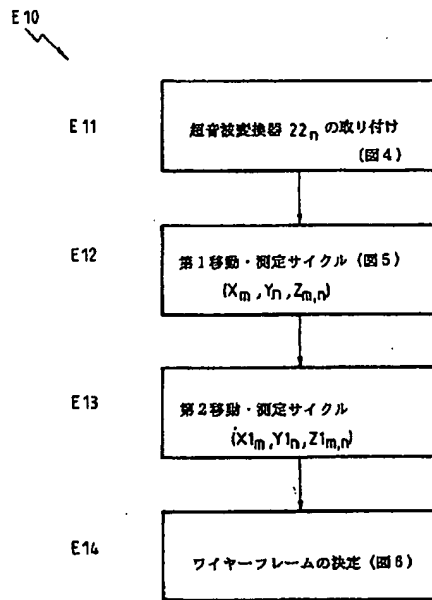 E10
E11
超音被変換器 22n の取り付け
(図4)
E12
第1移動・測定サイクル (図5)
(Xm, Yn, Zm,n)
E13
第2移動・測定サイクル
(X1m, Y1n, Z1m,n)
E14
ワイヤーフレームの決定 (図6)